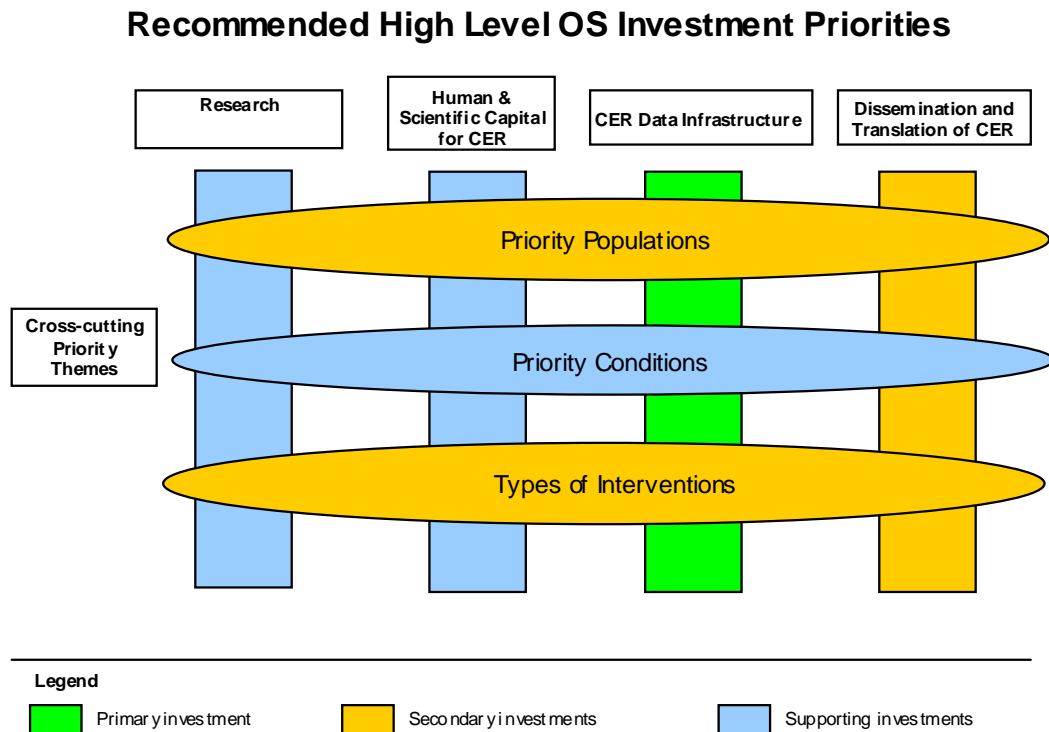 Recommended High Level OS Investment Priorities
Research
Human &
Scientific Capital
for CER
CER Data Infrastructure
Dissemination and
Translation of CER
Priority Populations
Cross-cutting
Priority
Themes
Priority Conditions
Types of Interventions
Legend
Primary investment
Secondary investments
Supporting investments